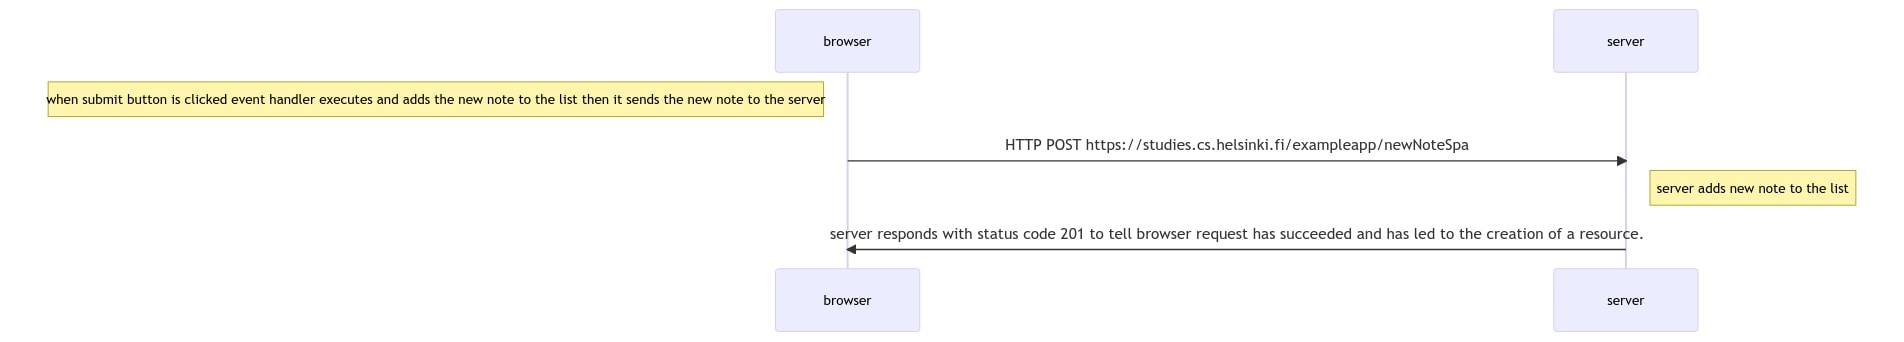 browser
server
when submit button is clicked event handler executes and adds the new note to the list then it sends the new note to the server
HTTP POST https://studies.cs.helsinki.fi/exampleapp/newNoteSpa
server adds new note to the list
server responds with status code 201 to tell browser request has succeeded and has led to the creation of a resource.
browser
server